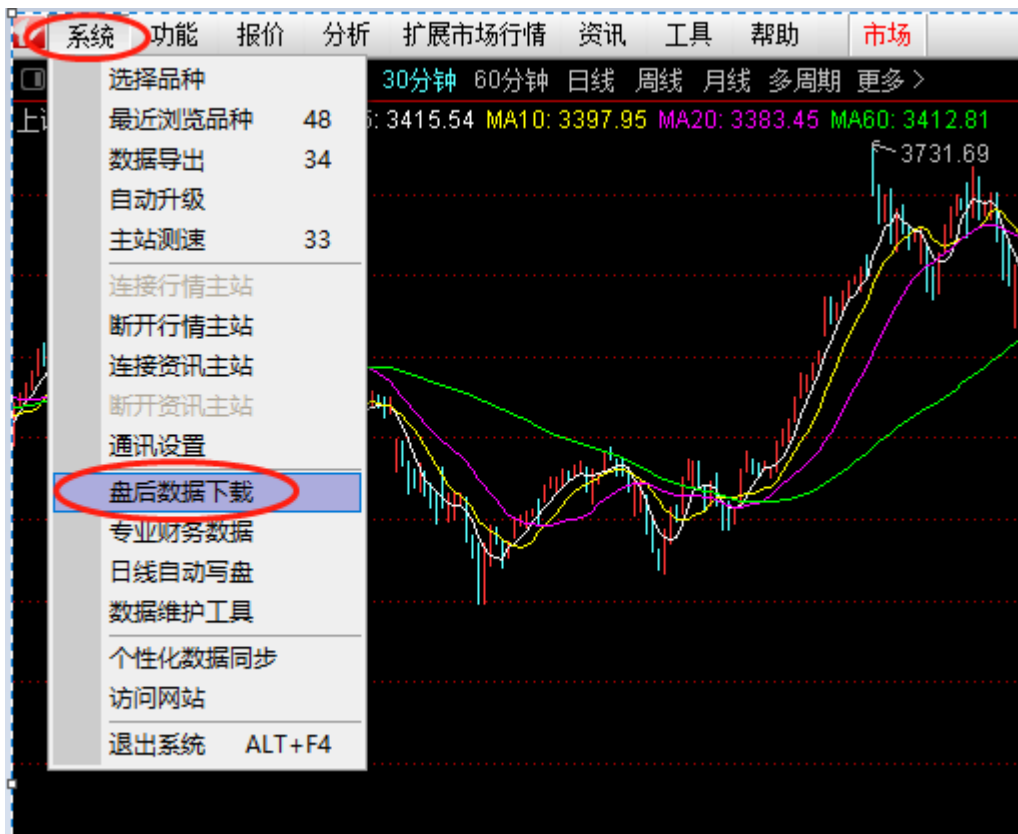 系统 功能 报价 分析 扩展市场行情 资讯 工具 帮助 市场
30分钟 60分钟 日线 周线 月线 多周期 更多 >
上 5: 3415.54 MA10: 3397.95 MA20: 3383.45 MA60: 3412.81
3731.69
选择品种
最近浏览品种 48
数据导出 34
自动升级
主站测速 33
连接行情主站
断开行情主站
连接资讯主站
断开资讯主站
通讯设置
盘后数据下载
专业财务数据
日线自动写盘
数据维护工具
个性化数据同步
访问网站
退出系统 ALT+F4